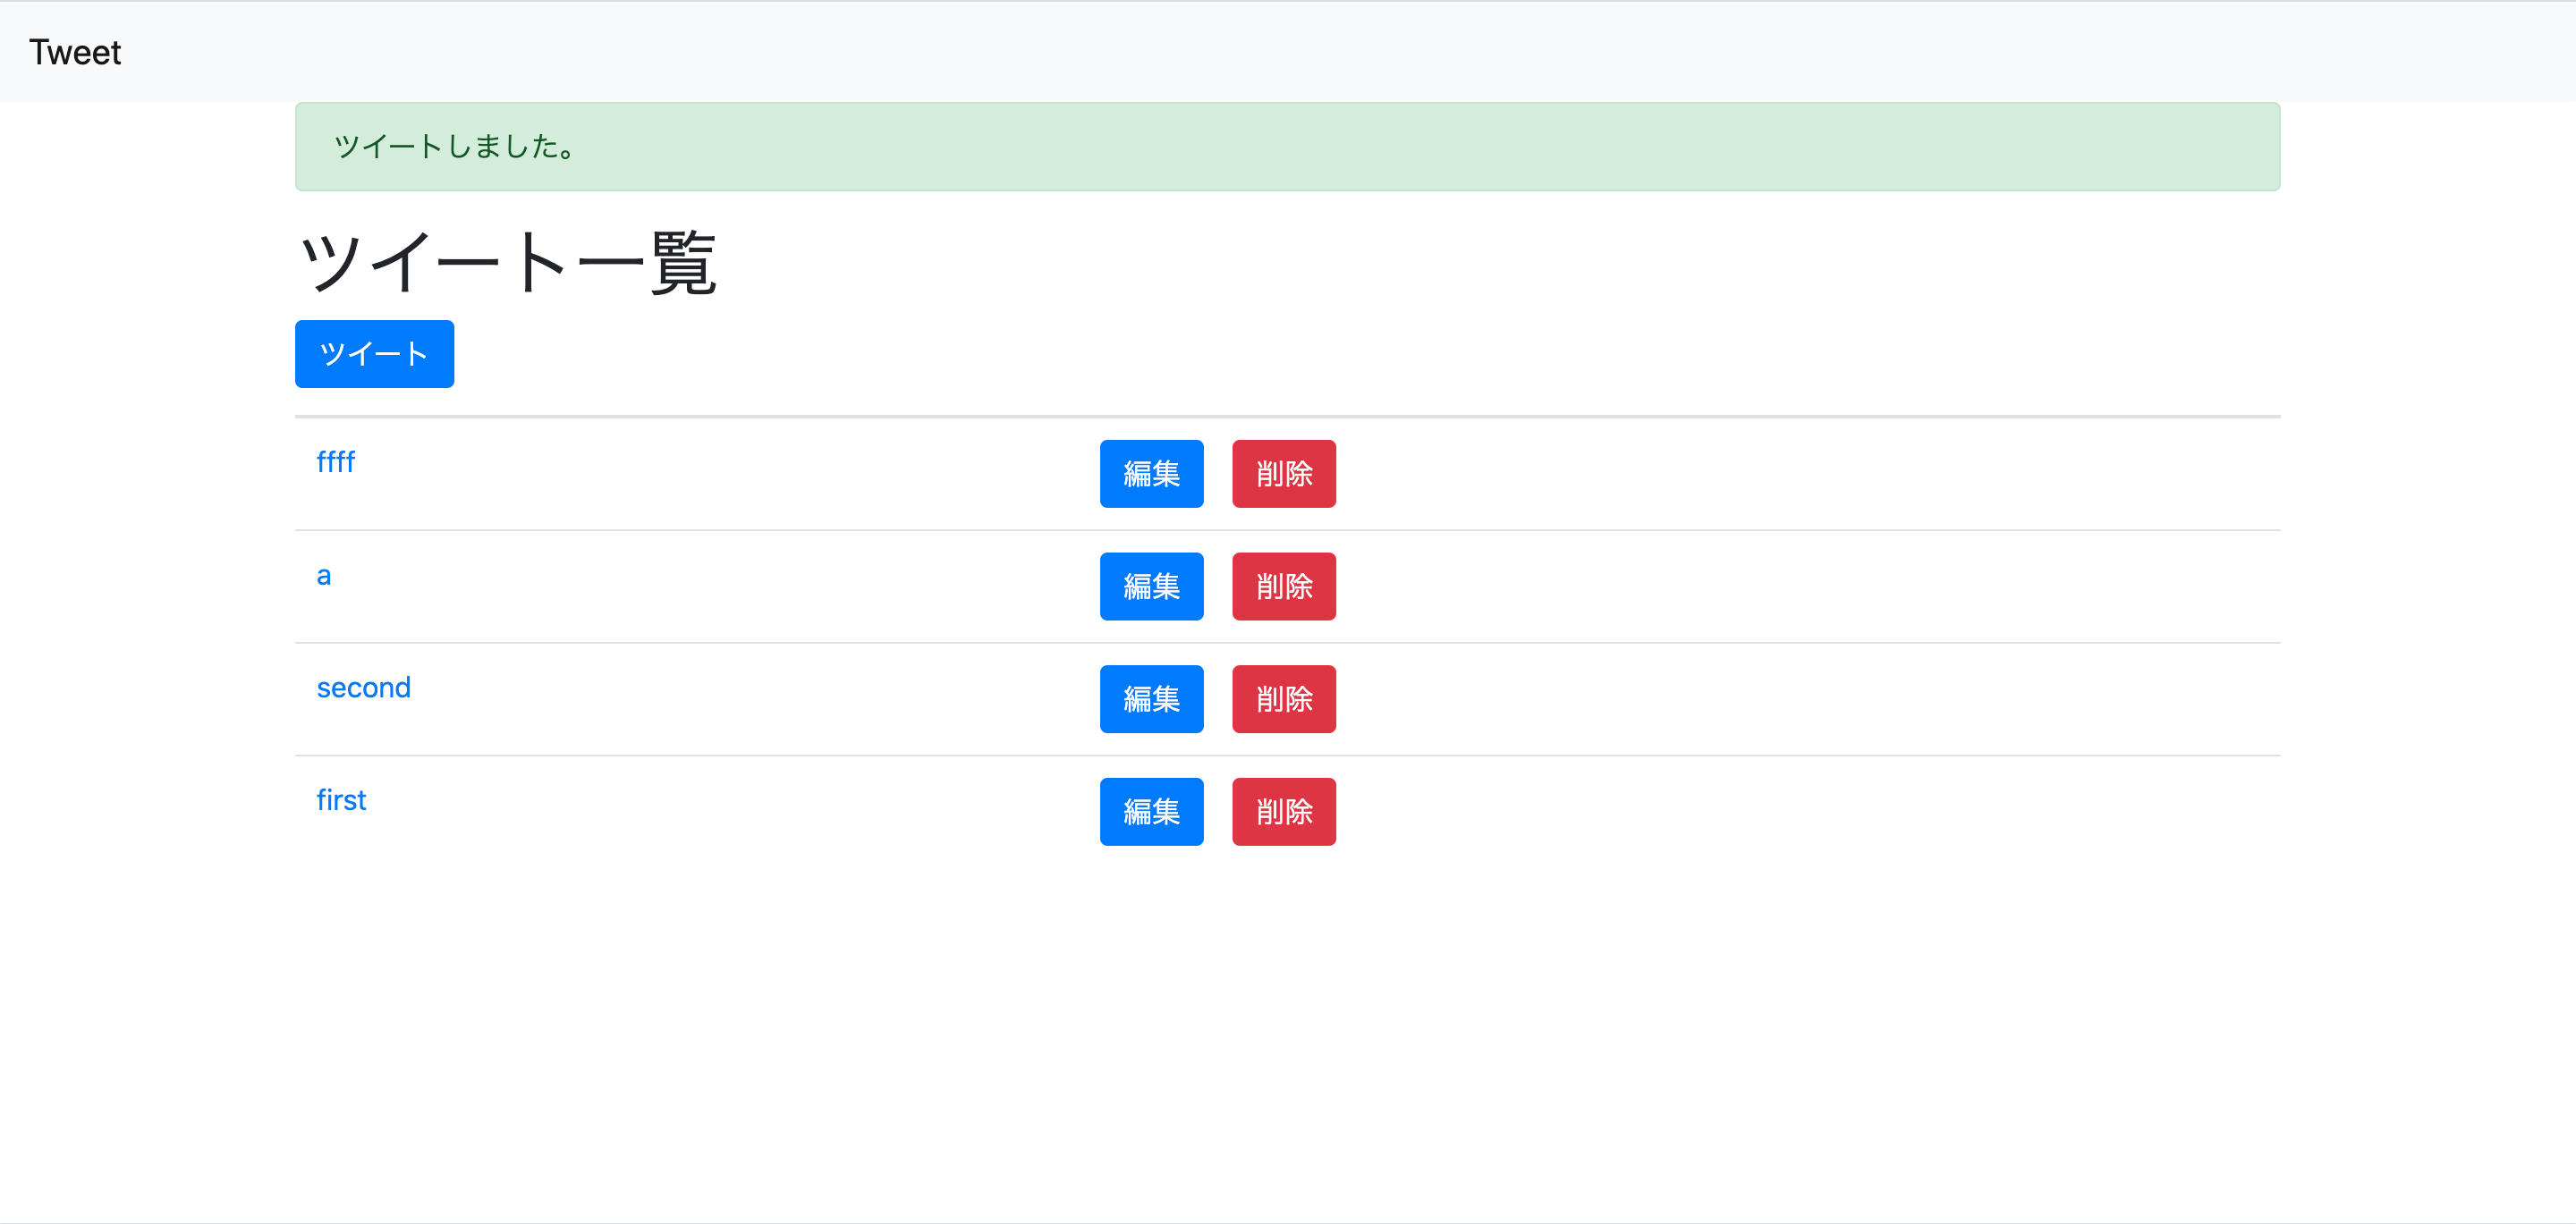 Tweet
ツイートしました。
ツイート一覧
ツイート
ffff 編集 削除
a 編集 削除
second 編集 削除
first 編集 削除